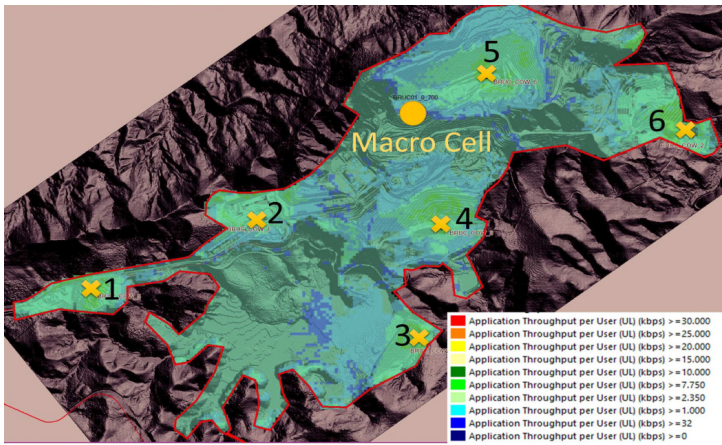 5
BRUC01_9_700
Macro Cell
6
2
4
1
3
Application Throughput per User (UL) (kbps) >=30.000
Application Throughput per User (UL) (kbps) >=25.000
Application Throughput per User (UL) (kbps) >=20.000
Application Throughput per User (UL) (kbps) >=15.000
Application Throughput per User (UL) (kbps) >=10.000
Application Throughput per User (UL) (kbps) >=7.750
Application Throughput per User (UL) (kbps) >=2.350
Application Throughput per User (UL) (kbps) >=1.000
Application Throughput per User (UL) (kbps) >=32
Application Throughput per User (UL) (kbps) >=0